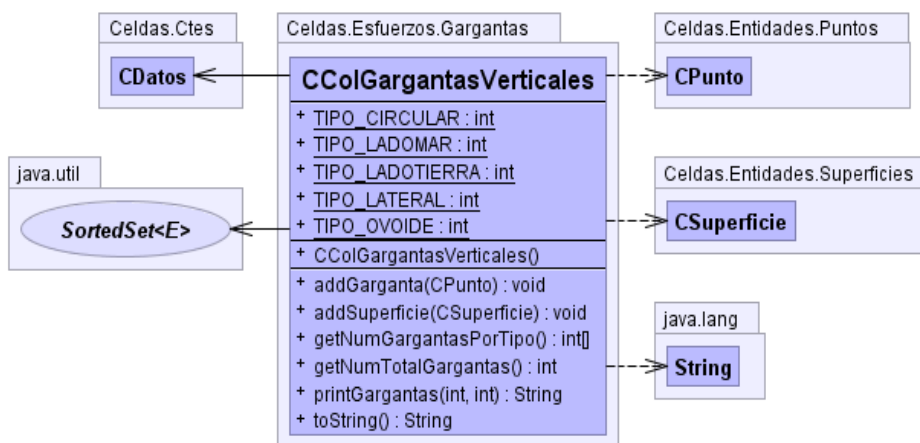 Celdas.Ctes
CDatos
java.util
SortedSet<E>
Celdas.Esfuerzos.Gargantas
CColGargantasVerticales
+ TIPO_CIRCULAR : int
+ TIPO_LADOMAR : int
+ TIPO_LADOTIERRA : int
+ TIPO_LATERAL : int
+ TIPO_OVOIDE : int
+ CColGargantasVerticales()
+ addGarganta(CPunto) : void
+ addSuperficie(CSuperficie) : void
+ getNumGargantasPorTipo() : int[]
+ getNumTotalGargantas() : int
+ printGargantas(int, int) : String
+ toString() : String
Celdas.Entidades.Puntos
CPunto
Celdas.Entidades.Superficies
CSuperficie
java.lang
String